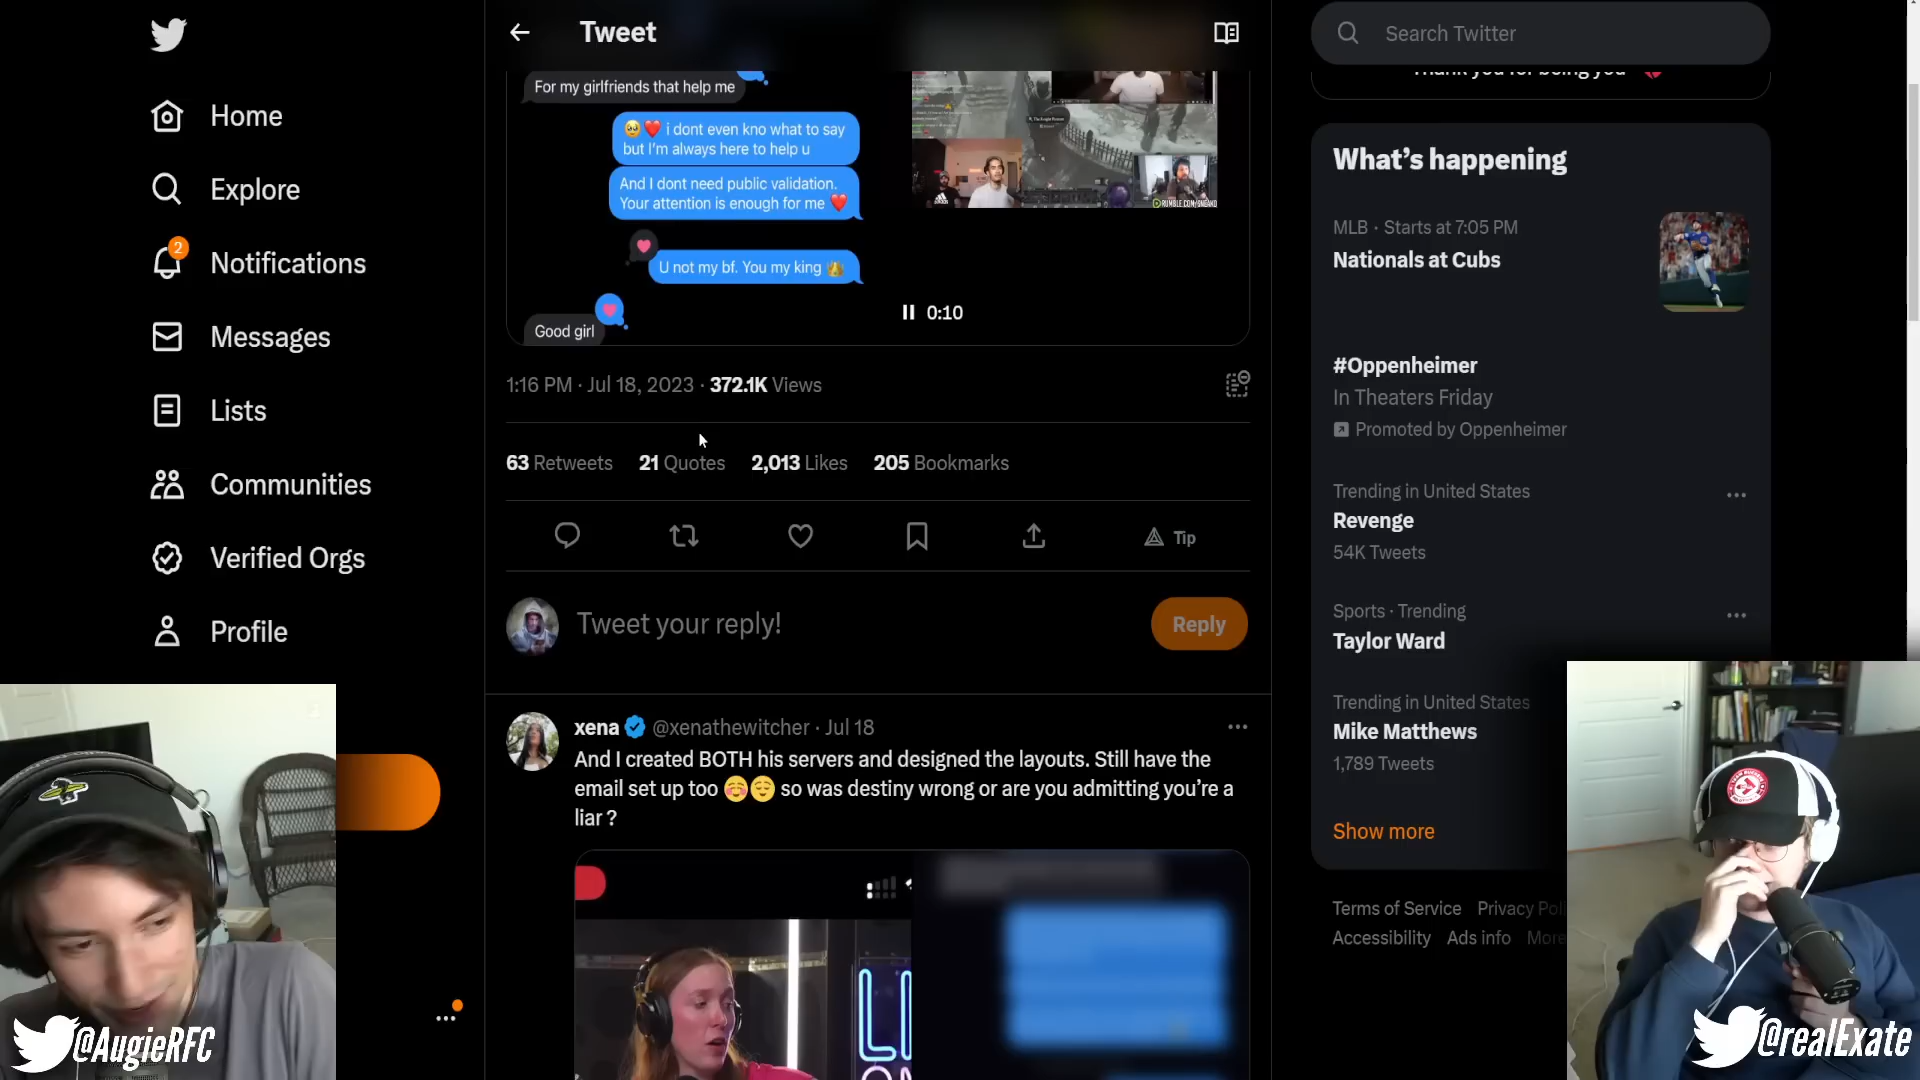 Home
Explore
2
Notifications
Messages
Lists
Communities
Verified Orgs
Profile
Tweet
For my girlfriends that help me
🥹❤️ i dont even kno what to say
but I'm always here to help u
And I dont need public validation.
Your attention is enough for me ❤️
U not my bf. You my king 👑
Good girl
RUMBLE.COM/SNEAKO
0:10
1:16 PM · Jul 18, 2023 · 372.1K Views
63 Retweets 21 Quotes 2,013 Likes 205 Bookmarks
Tip
Tweet your reply!
Reply
xena @xenathewitcher · Jul 18
And I created BOTH his servers and designed the layouts. Still have the
email set up too ☺️😌 so was destiny wrong or are you admitting you're a
liar ?
Search Twitter
Thank you for being you
What's happening
MLB · Starts at 7:05 PM
Nationals at Cubs
#Oppenheimer
In Theaters Friday
Promoted by Oppenheimer
Trending in United States
Revenge
54K Tweets
Sports · Trending
Taylor Ward
Trending in United States
Mike Matthews
1,789 Tweets
Show more
Terms of Service Privacy Pol
Accessibility Ads info More
@AugieRFC
@realExate